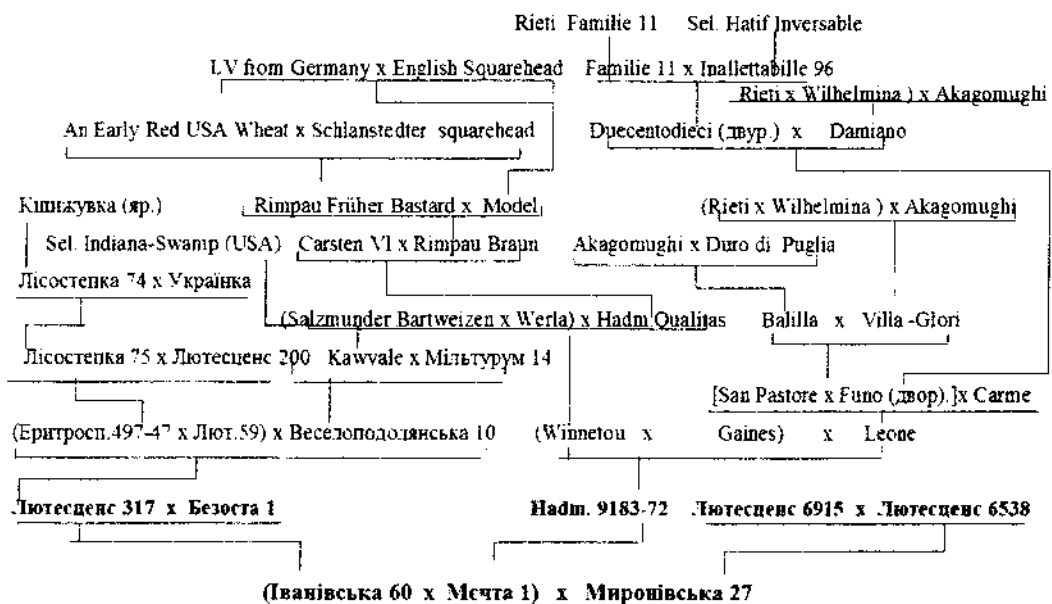 Rieti Familie 11 Sel. Hatif Inversable
LV from Germany x English Squarehead Familie 11 x Inallettabille 96
Rieti x Wilhelmina ) x Akagomughi
An Early Red USA Wheat x Schlanstedter squarehead Duecentodieci (двур.) x Damiano
Кшижувка (яр.) Rimpau Früher Bastard x Model (Rieti x Wilhelmina ) x Akagomughi
Sel. Indiana-Swamp (USA) Carsten VI x Rimpau Braun Akagomughi x Duro di Puglia
Лісостепка 74 x Українка
(Salzmunder Bartweizen x Werla) x Hadm Qualitas Balilla x Villa -Glori
Лісостепка 75 x Лютесценс 200 Kawvale x Мільтурум 14
[San Pastore x Funo (двор).]x Carme
(Еритросп.497-47 x Лют.59) x Веселоподолянська 10 (Winnetou x Gaines) x Leone
Лютесценс 317 x Безоста 1 Hadm. 9183-72 Лютесценс 6915 x Лютесценс 6538
(Іванівська 60 x Мечта 1) x Миронівська 27